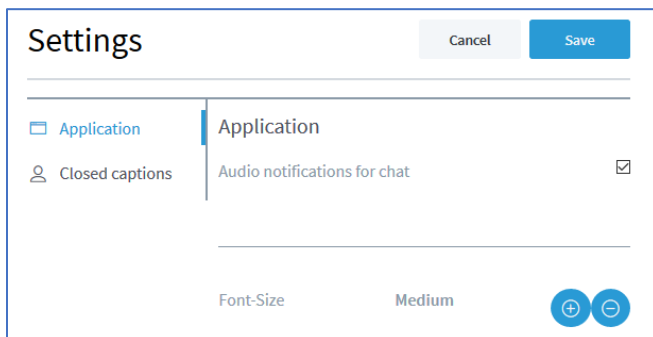 Settings
Cancel
Save
Application
Closed captions
Application
Audio notifications for chat
Font-Size
Medium